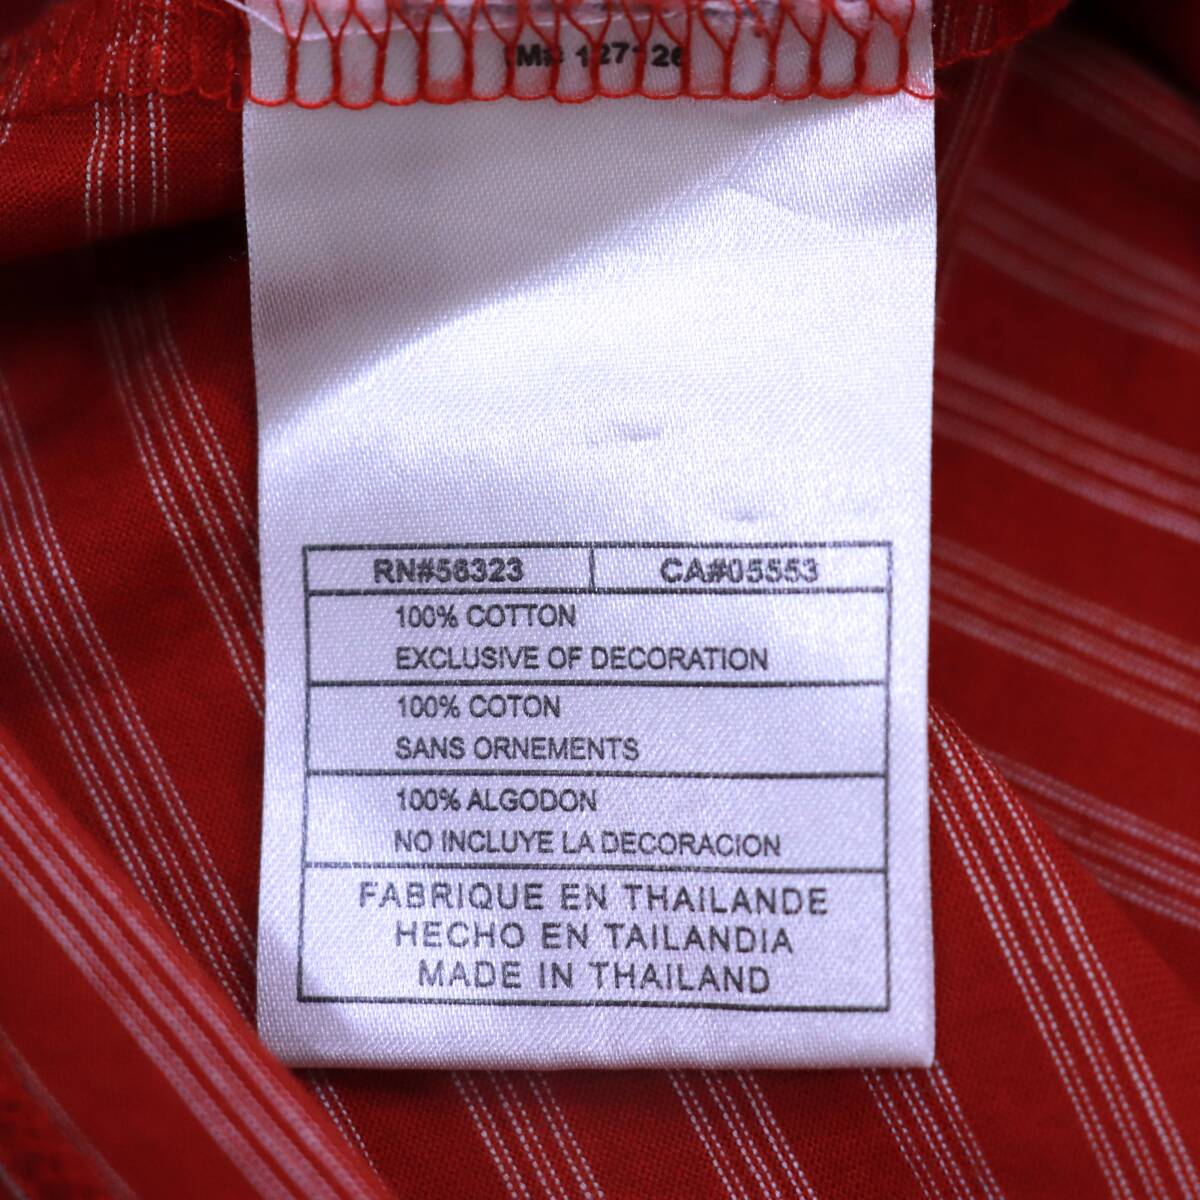 RN#56323 CA#05553
100% COTTON
EXCLUSIVE OF DECORATION
100% COTON
SANS ORNEMENTS
100% ALGODON
NO INCLUYE LA DECORACION
FABRIQUE EN THAILANDE
HECHO EN TAILANDIA
MADE IN THAILAND